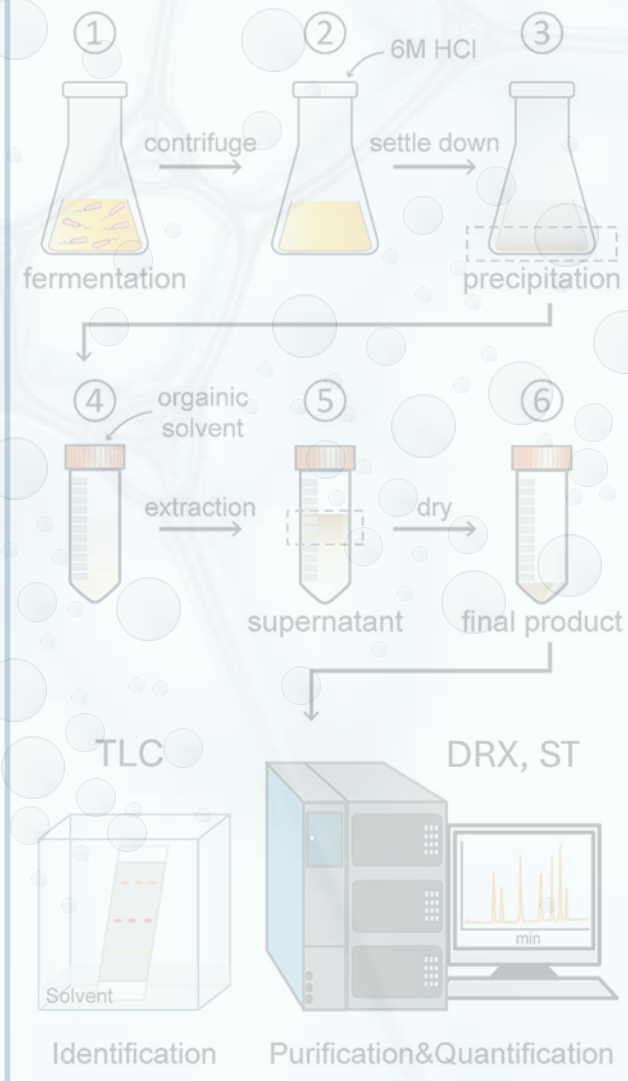 ① ② ③
6M HCl
contrifuge settle down
fermentation precipitation
④ ⑤ ⑥
orgainic
solvent
extraction dry
supernatant final product
TLC DRX, ST
min
Solvent
Identification Purification&Quantification